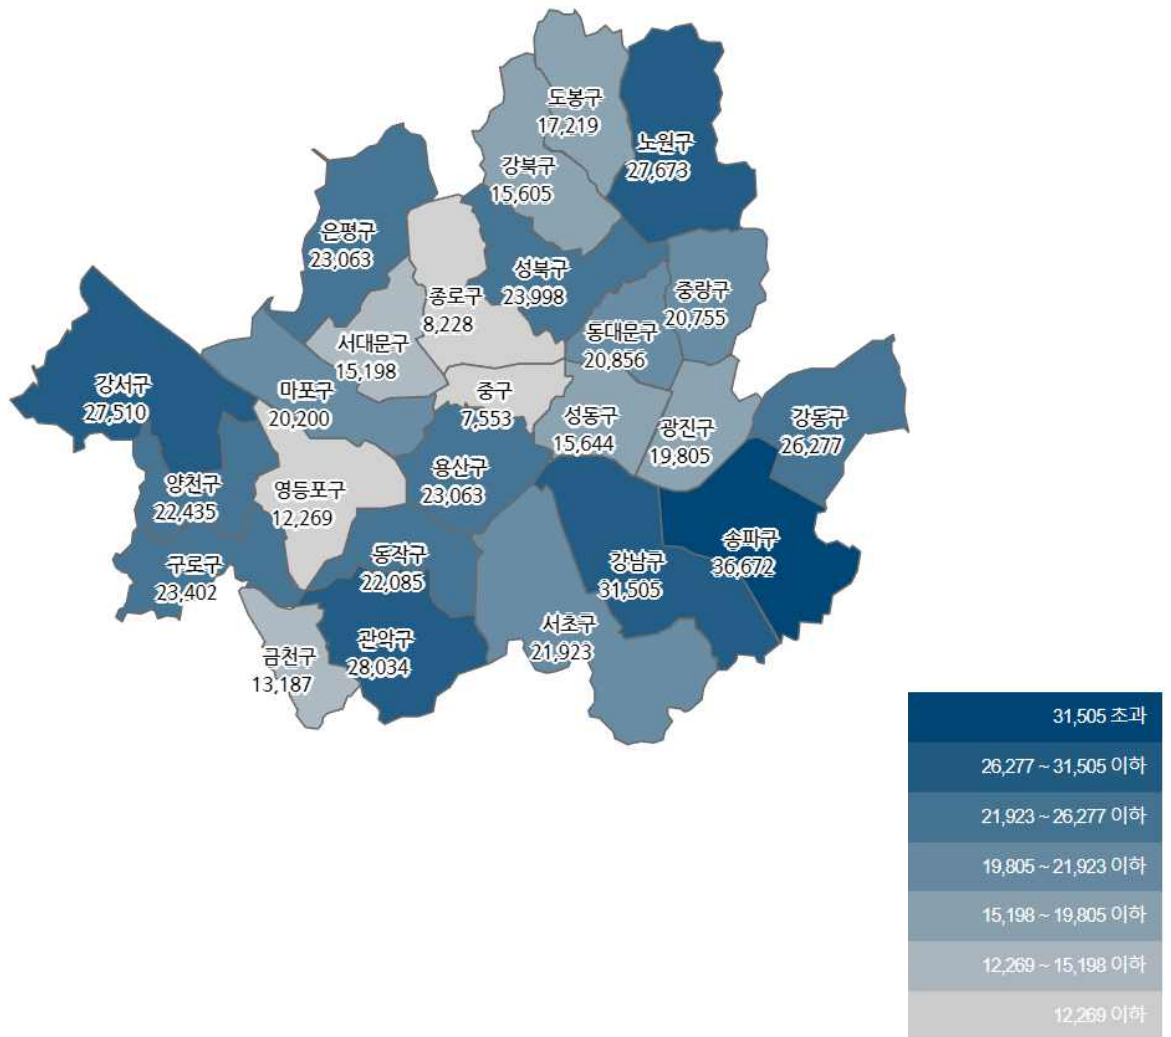 도봉구
17,219
노원구
27,673
강북구
15,605
은평구
23,063
성북구
23,998
종로구
8,228
중랑구
20,755
동대문구
20,856
서대문구
15,198
강서구
27,510
마포구
20,200
중구
7,553
성동구
15,644
광진구
19,805
강동구
26,277
양천구
22,435
영등포구
12,269
용산구
23,063
구로구
23,402
동작구
22,085
강남구
31,505
송파구
36,672
서초구
21,923
금천구
13,187
관악구
28,034
31,505 초과
26,277 ~ 31,505 이하
21,923 ~ 26,277 이하
19,805 ~ 21,923 이하
15,198 ~ 19,805 이하
12,269 ~ 15,198 이하
12,269 이하